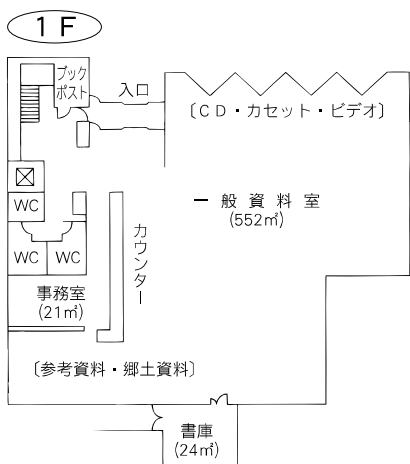 1F
ブック
ポスト
入口
〔CD・カセット・ビデオ〕
WC
一般資料室
(552㎡)
WC
WC
カウンター
事務室
(21㎡)
〔参考資料・郷土資料〕
書庫
(24㎡)